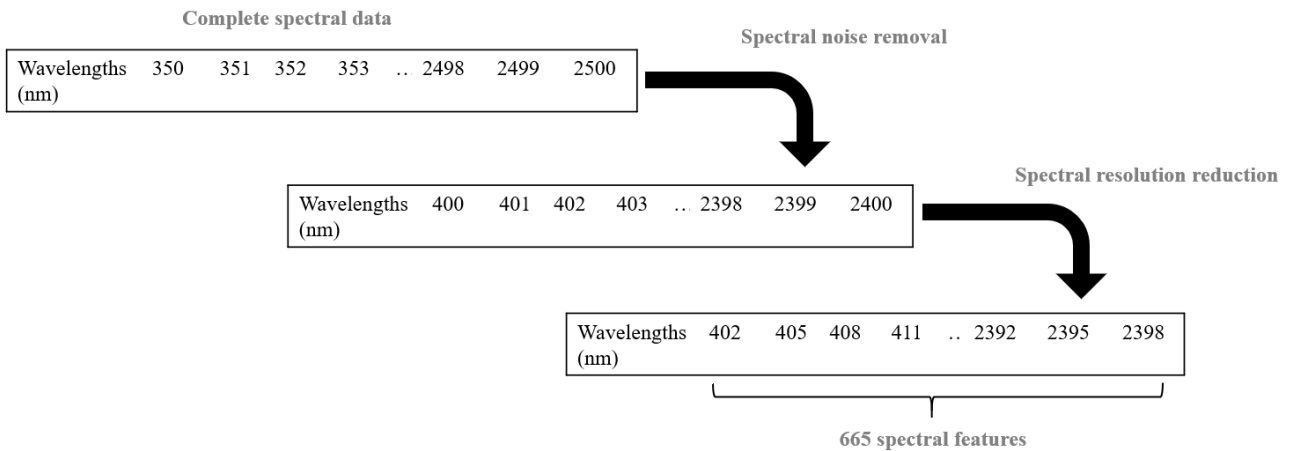 Complete spectral data
Spectral noise removal
Wavelengths 350 351 352 353 … 2498 2499 2500
(nm)
Spectral resolution reduction
Wavelengths 400 401 402 403 … 2398 2399 2400
(nm)
Wavelengths 402 405 408 411 .. 2392 2395 2398
(nm)
665 spectral features